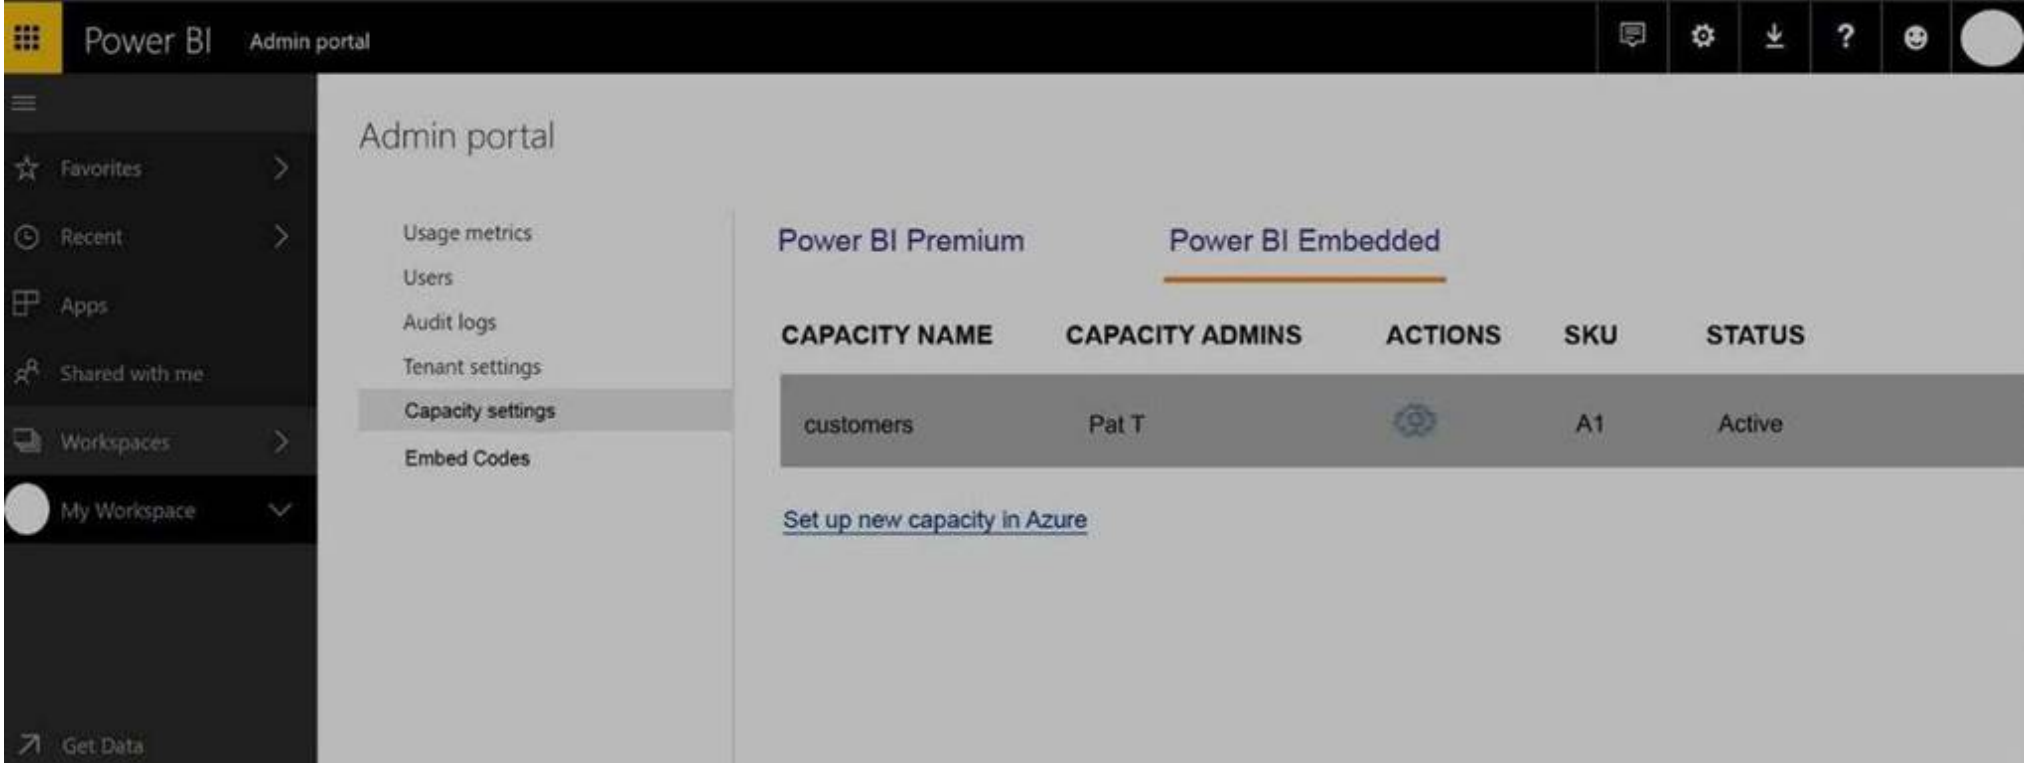 Power BI Admin portal ?
Favorites
Recent
Apps
Shared with me
Workspaces
My Workspace
Get Data
Admin portal
Usage metrics
Users
Audit logs
Tenant settings
Capacity settings
Embed Codes
Power BI Premium Power BI Embedded
CAPACITY NAME CAPACITY ADMINS ACTIONS SKU STATUS
customers Pat T A1 Active
Set up new capacity in Azure